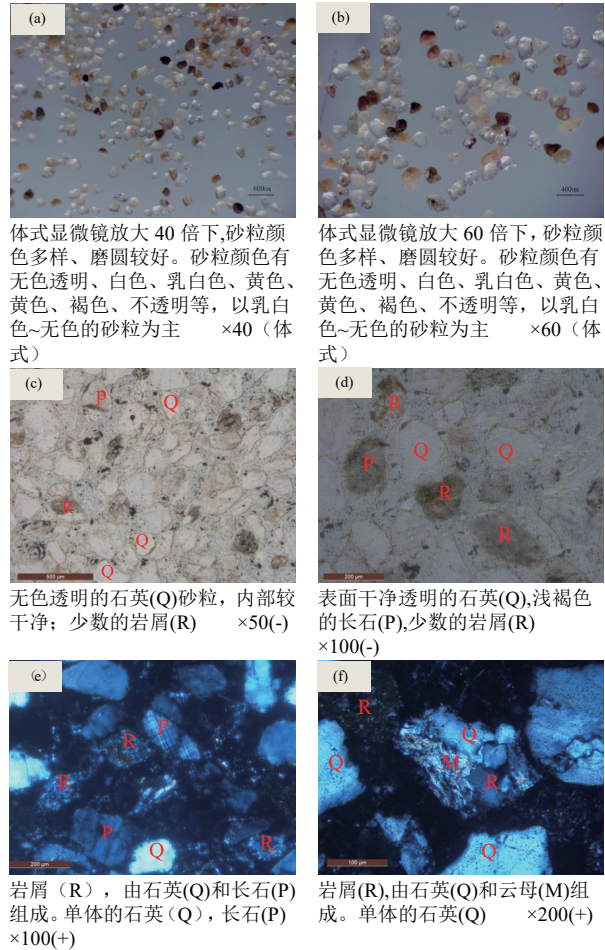 (a)
600cm
(b)
400cm
体式显微镜放大 40 倍下,砂粒颜
色多样、磨圆较好。砂粒颜色有
无色透明、白色、乳白色、黄色、
黄色、褐色、不透明等，以乳白
色~无色的砂粒为主 ×40（体
式）
体式显微镜放大 60 倍下，砂粒颜
色多样、磨圆较好。砂粒颜色有
无色透明、白色、乳白色、黄色、
黄色、褐色、不透明等，以乳白
色~无色的砂粒为主 ×60（体
式）
(c)
P
Q
R
Q
Q
500 μm
(d)
R
Q
Q
P
R
R
200 μm
无色透明的石英(Q)砂粒，内部较
干净；少数的岩屑(R) ×50(-)
表面干净透明的石英(Q),浅褐色
的长石(P),少数的岩屑(R)
×100(-)
（e）
P
R
R
P
Q
R
200 μm
(f)
R
Q
Q
M
R
Q
100 μm
岩屑（R），由石英(Q)和长石(P)
组成。单体的石英（Q），长石(P)
×100(+)
岩屑(R),由石英(Q)和云母(M)组
成。单体的石英(Q) ×200(+)